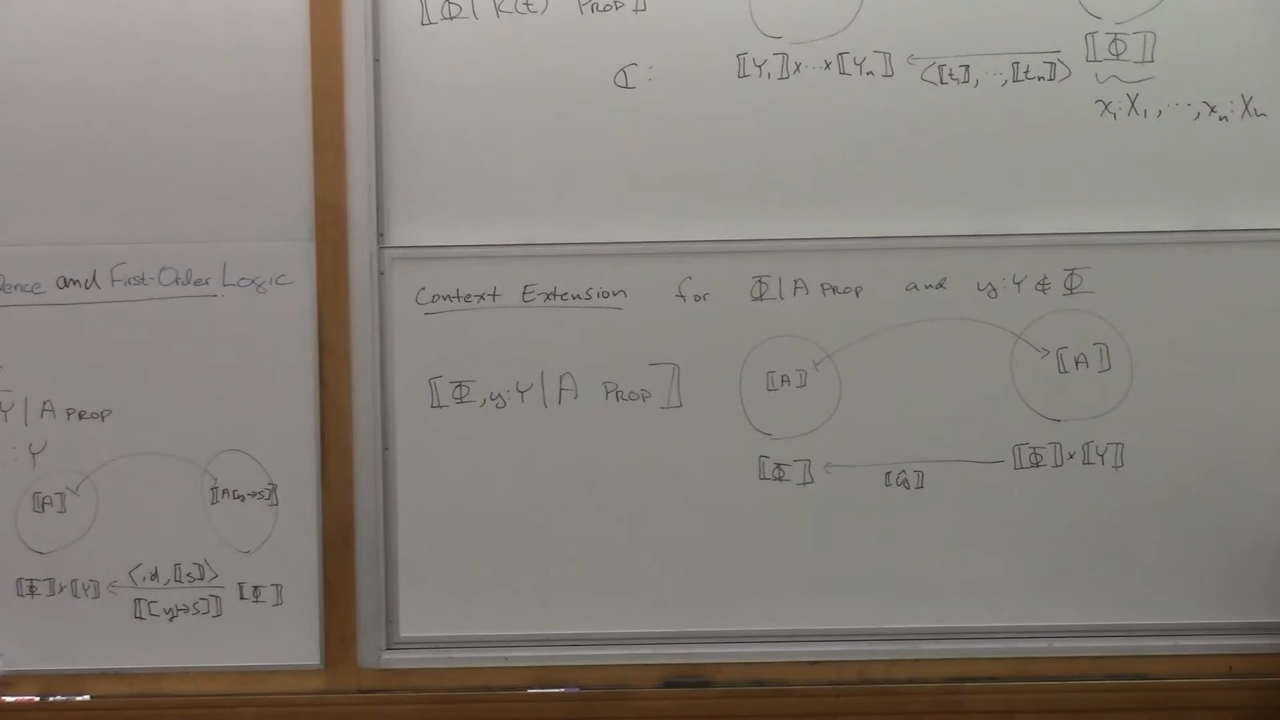 ⟦Φ | R(t) PROP⟧
ℂ: ⟦Y₁⟧×⋯×⟦Yₙ⟧ ← ⟦Φ⟧
⟨⟦t₁⟧,⋯,⟦tₙ⟧⟩
x₁:X₁,⋯,xₙ:Xₙ
and First-Order Logic
Y | A PROP
:Y
⟦A⟧ ⟦A[y↦s]⟧
⟨id,⟦s⟧⟩
⟦Φ⟧×⟦Y⟧ ← ⟦Φ⟧
⟦[y↦s]⟧
Context Extension for Φ|A PROP and y:Y ∉ Φ
⟦Φ,y:Y|A PROP⟧ ⟦A⟧ ↦ ⟦A⟧
⟦Φ⟧ ← ⟦Φ⟧×⟦Y⟧
⟦ŷ⟧